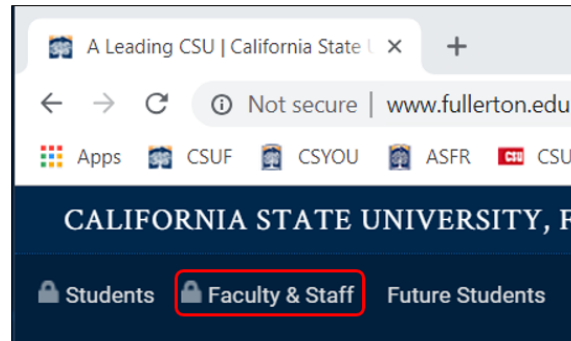 A Leading CSU | California State
Not secure | www.fullerton.edu
Apps CSUF CSYOU ASFR CSU CSU
CALIFORNIA STATE UNIVERSITY, F
Students Faculty & Staff Future Students